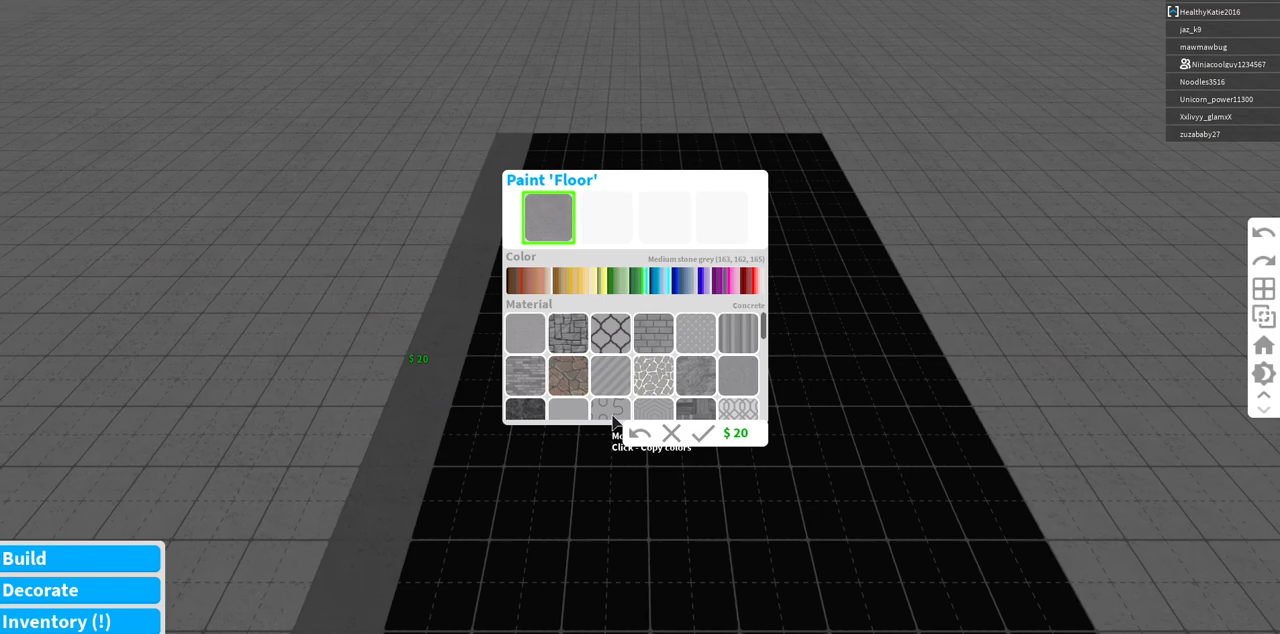 HealthyKatie2016
jaz_k9
mawmawbug
Ninjacoolguy1234567
Noodles3516
Unicorn_power11300
Xxlivyy_glamxX
zuzababy27
Paint 'Floor'
Color
Medium stone grey (163, 162, 165)
Material
Concrete
$ 20
$ 20
Click - Copy colors
Build
Decorate
Inventory (!)